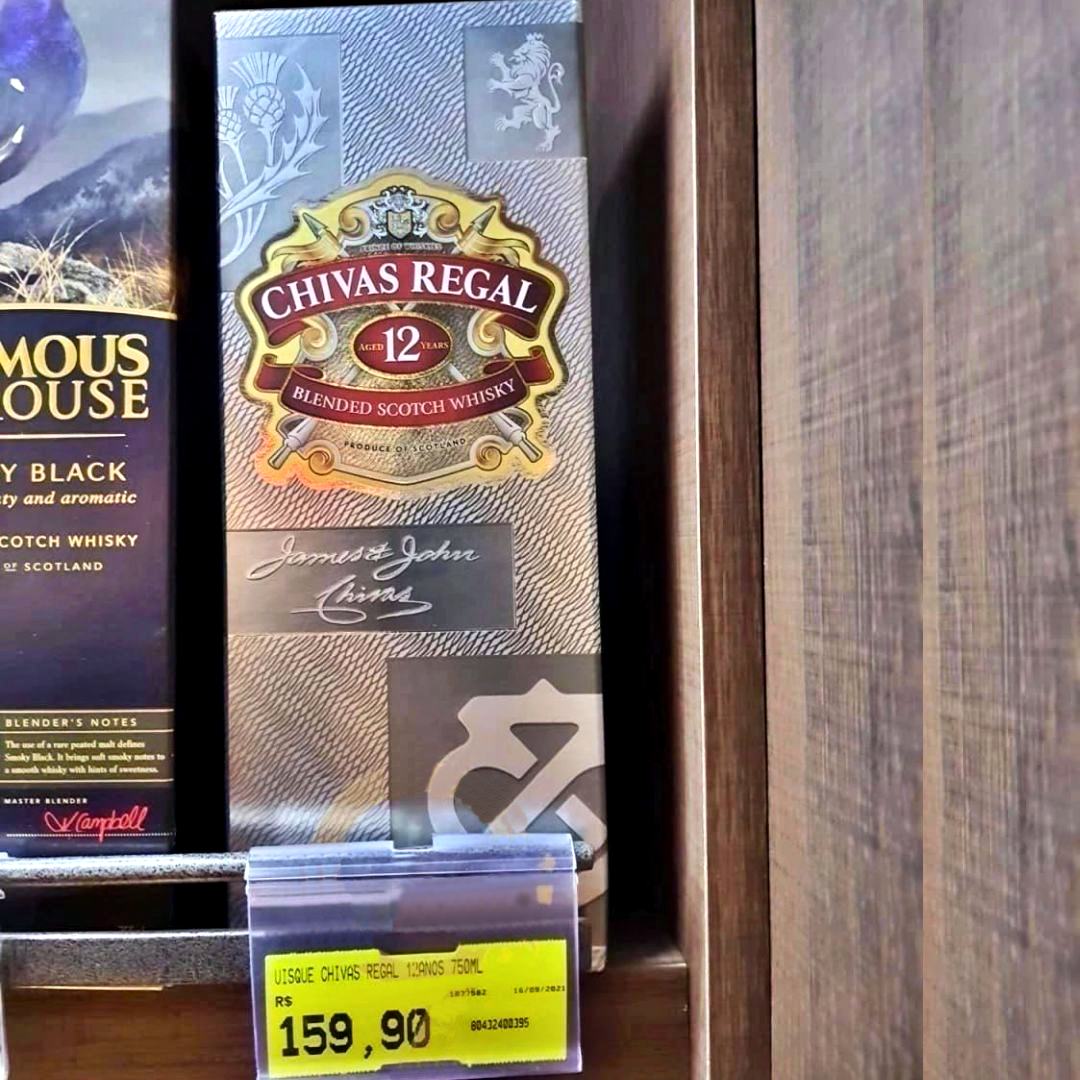 MOUS
OUSE
Y BLACK
ty and aromatic
COTCH WHISKY
OF SCOTLAND
BLENDER'S NOTES
The use of a rare peated malt defines
Smoky Black. It brings soft smoky notes to
a smooth whisky with hints of sweetness.
MASTER BLENDER
Campbell
PRINCE OF WHISKIES
CHIVAS REGAL
AGED 12 YEARS
BLENDED SCOTCH WHISKY
PRODUCE OF SCOTLAND
James & John
Chivas
&
UISQUE CHIVAS REGAL 12ANOS 750ML
R$
16/09/2021
159,90
80432400395